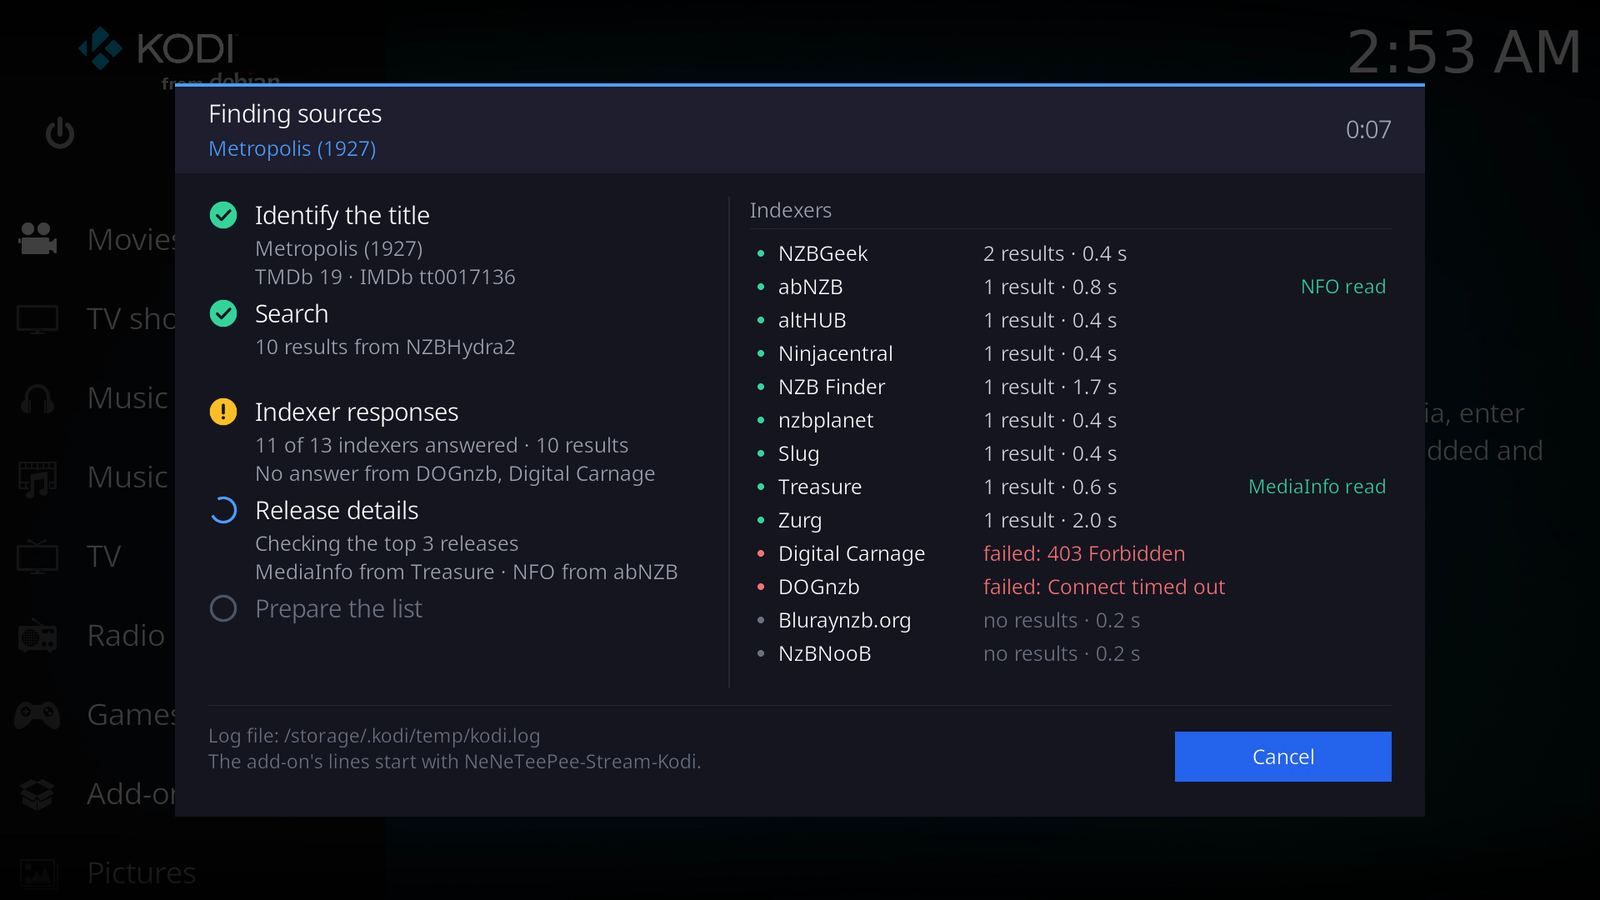 KODI
from debian
2:53 AM
Finding sources
Metropolis (1927)
0:07
Identify the title
Metropolis (1927)
TMDb 19 · IMDb tt0017136
Search
10 results from NZBHydra2
Indexer responses
11 of 13 indexers answered · 10 results
No answer from DOGnzb, Digital Carnage
Release details
Checking the top 3 releases
MediaInfo from Treasure · NFO from abNZB
Prepare the list
Indexers
NZBGeek 2 results · 0.4 s
abNZB 1 result · 0.8 s NFO read
altHUB 1 result · 0.4 s
Ninjacentral 1 result · 0.4 s
NZB Finder 1 result · 1.7 s
nzbplanet 1 result · 0.4 s
Slug 1 result · 0.4 s
Treasure 1 result · 0.6 s MediaInfo read
Zurg 1 result · 2.0 s
Digital Carnage failed: 403 Forbidden
DOGnzb failed: Connect timed out
Bluraynzb.org no results · 0.2 s
NzBNooB no results · 0.2 s
Log file: /storage/.kodi/temp/kodi.log
The add-on's lines start with NeNeTeePee-Stream-Kodi.
Cancel
Movies
TV sho
Music
Music
TV
Radio
Games
Add-on
Pictures
ia, enter
dded and